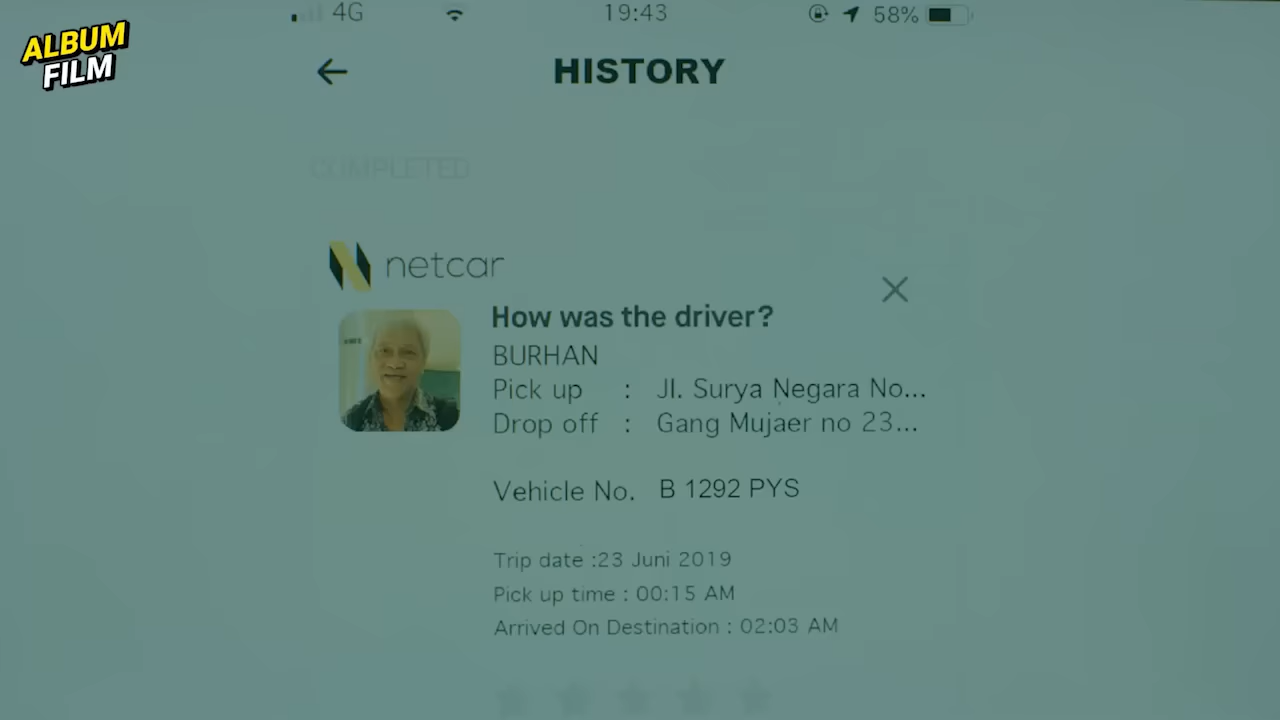 ALBUM
FILM
4G 19:43 58%
HISTORY
COMPLETED
netcar
How was the driver?
BURHAN
Pick up : Jl. Surya Negara No...
Drop off : Gang Mujaer no 23...
Vehicle No. B 1292 PYS
Trip date :23 Juni 2019
Pick up time : 00:15 AM
Arrived On Destination : 02:03 AM